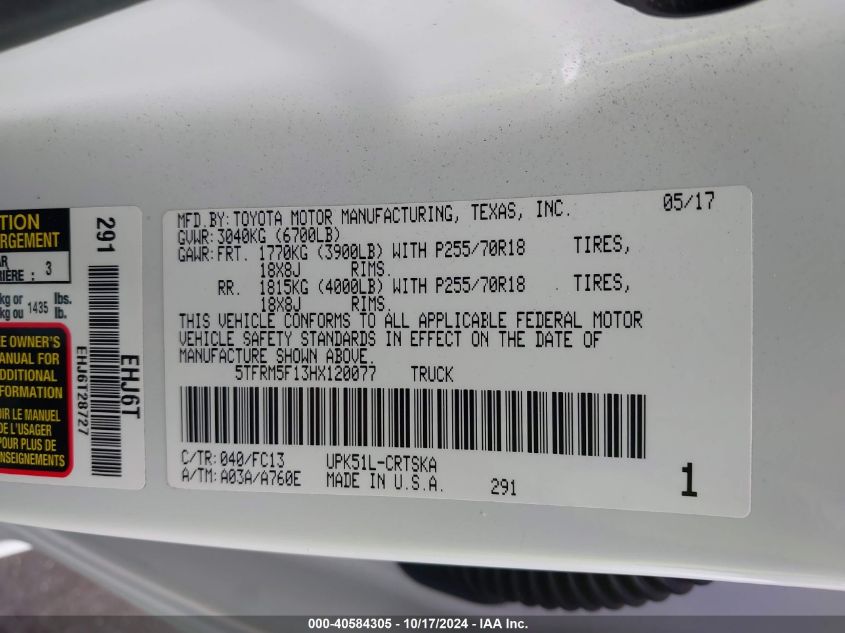 TION
RGEMENT
AR
RIÈRE : 3
kg or 1435 lbs.
kg ou lb.
E OWNER'S
MANUAL FOR
DDITIONAL
FORMATION
IR LE MANUEL
DE L'USAGER
POUR PLUS DE
NSEIGNEMENTS
291
EHJ6T
EHJ6T28727
MFD BY: TOYOTA MOTOR MANUFACTURING, TEXAS, INC. 05/17
GVWR: 3040KG (6700LB)
GAWR: FRT. 1770KG (3900LB) WITH P255/70R18 TIRES,
18X8J RIMS.
RR. 1815KG (4000LB) WITH P255/70R18 TIRES,
18X8J RIMS.
THIS VEHICLE CONFORMS TO ALL APPLICABLE FEDERAL MOTOR
VEHICLE SAFETY STANDARDS IN EFFECT ON THE DATE OF
MANUFACTURE SHOWN ABOVE.
5TFRM5F13HX120077 TRUCK
C/TR: 040/FC13 UPK51L-CRTSKA
A/TM: A03A/A760E MADE IN U.S.A. 291 1
000-40584305 - 10/17/2024 - IAA Inc.